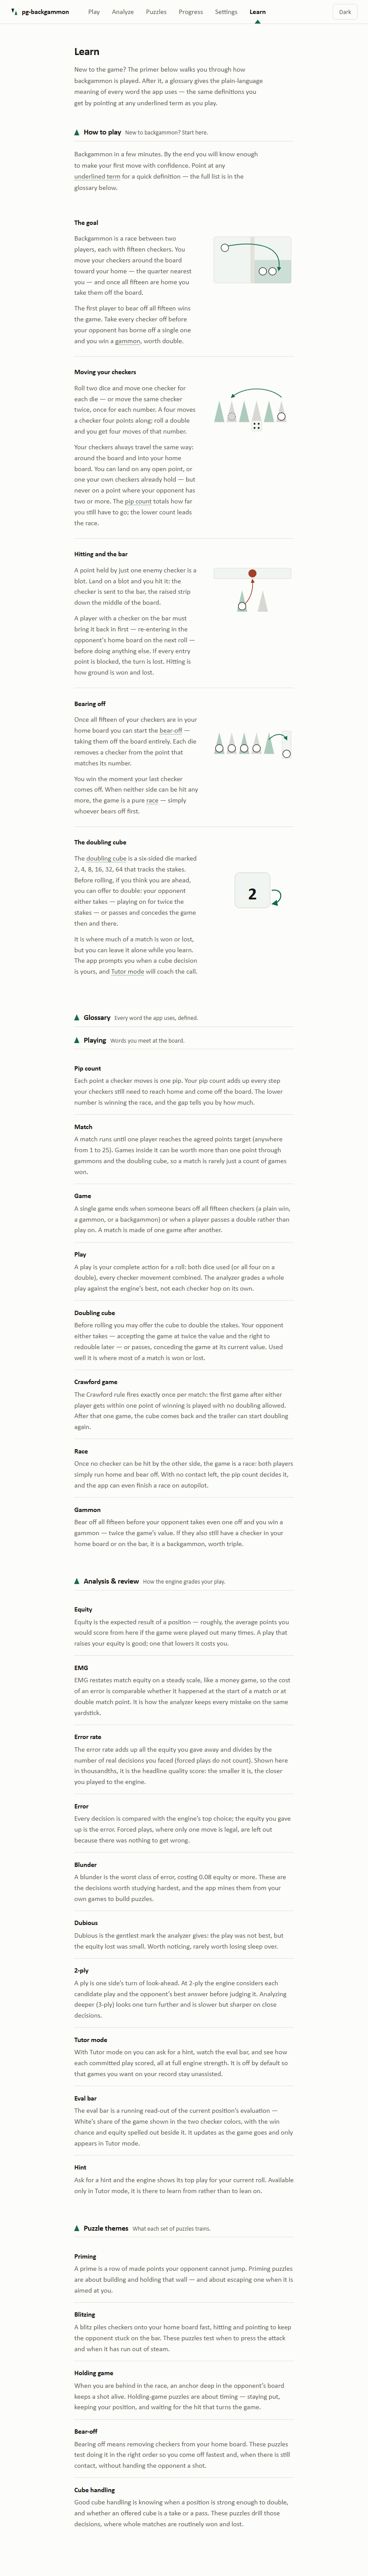 pg-backgammon Play Analyze Puzzles Progress Settings Learn Dark
Learn
New to the game? The primer below walks you through how
backgammon is played. After it, a glossary gives the plain-language
meaning of every word the app uses — the same definitions you
get by pointing at any underlined term as you play.
How to play New to backgammon? Start here.
Backgammon in a few minutes. By the end you will know enough
to make your first move with confidence. Point at any
underlined term for a quick definition — the full list is in the
glossary below.
The goal
Backgammon is a race between two
players, each with fifteen checkers. You
move your checkers around the board
toward your home — the quarter nearest
you — and once all fifteen are home you
take them off the board.
The first player to bear off all fifteen wins
the game. Take every checker off before
your opponent has borne off a single one
and you win a gammon, worth double.
Moving your checkers
Roll two dice and move one checker for
each die — or move the same checker
twice, once for each number. A four moves
a checker four points along; roll a double
and you get four moves of that number.
Your checkers always travel the same way:
around the board and into your home
board. You can land on any open point, or
one your own checkers already hold — but
never on a point where your opponent has
two or more. The pip count totals how far
you still have to go; the lower count leads
the race.
Hitting and the bar
A point held by just one enemy checker is a
blot. Land on a blot and you hit it: the
checker is sent to the bar, the raised strip
down the middle of the board.
A player with a checker on the bar must
bring it back in first — re-entering in the
opponent's home board on the next roll —
before doing anything else. If every entry
point is blocked, the turn is lost. Hitting is
how ground is won and lost.
Bearing off
Once all fifteen of your checkers are in your
home board you can start the bear-off —
taking them off the board entirely. Each die
removes a checker from the point that
matches its number.
You win the moment your last checker
comes off. When neither side can be hit any
more, the game is a pure race — simply
whoever bears off first.
The doubling cube
The doubling cube is a six-sided die marked
2, 4, 8, 16, 32, 64 that tracks the stakes.
Before rolling, if you think you are ahead,
you can offer to double: your opponent
either takes — playing on for twice the
stakes — or passes and concedes the game
then and there.
2
It is where much of a match is won or lost,
but you can leave it alone while you learn.
The app prompts you when a cube decision
is yours, and Tutor mode will coach the call.
Glossary Every word the app uses, defined.
Playing Words you meet at the board.
Pip count
Each point a checker moves is one pip. Your pip count adds up every step
your checkers still need to reach home and come off the board. The lower
number is winning the race, and the gap tells you by how much.
Match
A match runs until one player reaches the agreed points target (anywhere
from 1 to 25). Games inside it can be worth more than one point through
gammons and the doubling cube, so a match is rarely just a count of games
won.
Game
A single game ends when someone bears off all fifteen checkers (a plain win,
a gammon, or a backgammon) or when a player passes a double rather than
play on. A match is made of one game after another.
Play
A play is your complete action for a roll: both dice used (or all four on a
double), every checker movement combined. The analyzer grades a whole
play against the engine's best, not each checker hop on its own.
Doubling cube
Before rolling you may offer the cube to double the stakes. Your opponent
either takes — accepting the game at twice the value and the right to
redouble later — or passes, conceding the game at its current value. Used
well it is where most of a match is won or lost.
Crawford game
The Crawford rule fires exactly once per match: the first game after either
player gets within one point of winning is played with no doubling allowed.
After that one game, the cube comes back and the trailer can start doubling
again.
Race
Once no checker can be hit by the other side, the game is a race: both players
simply run home and bear off. With no contact left, the pip count decides it,
and the app can even finish a race on autopilot.
Gammon
Bear off all fifteen before your opponent takes even one off and you win a
gammon — twice the game's value. If they also still have a checker in your
home board or on the bar, it is a backgammon, worth triple.
Analysis & review How the engine grades your play.
Equity
Equity is the expected result of a position — roughly, the average points you
would score from here if the game were played out many times. A play that
raises your equity is good; one that lowers it costs you.
EMG
EMG restates match equity on a steady scale, like a money game, so the cost
of an error is comparable whether it happened at the start of a match or at
double match point. It is how the analyzer keeps every mistake on the same
yardstick.
Error rate
The error rate adds up all the equity you gave away and divides by the
number of real decisions you faced (forced plays do not count). Shown here
in thousandths, it is the headline quality score: the smaller it is, the closer
you played to the engine.
Error
Every decision is compared with the engine's top choice; the equity you gave
up is the error. Forced plays, where only one move is legal, are left out
because there was nothing to get wrong.
Blunder
A blunder is the worst class of error, costing 0.08 equity or more. These are
the decisions worth studying hardest, and the app mines them from your
own games to build puzzles.
Dubious
Dubious is the gentlest mark the analyzer gives: the play was not best, but
the equity lost was small. Worth noticing, rarely worth losing sleep over.
2-ply
A ply is one side's turn of look-ahead. At 2-ply the engine considers each
candidate play and the opponent's best answer before judging it. Analyzing
deeper (3-ply) looks one turn further and is slower but sharper on close
decisions.
Tutor mode
With Tutor mode on you can ask for a hint, watch the eval bar, and see how
each committed play scored, all at full engine strength. It is off by default so
that games you want on your record stay unassisted.
Eval bar
The eval bar is a running read-out of the current position's evaluation —
White's share of the game shown in the two checker colors, with the win
chance and equity spelled out beside it. It updates as the game goes and only
appears in Tutor mode.
Hint
Ask for a hint and the engine shows its top play for your current roll. Available
only in Tutor mode, it is there to learn from rather than to lean on.
Puzzle themes What each set of puzzles trains.
Priming
A prime is a row of made points your opponent cannot jump. Priming puzzles
are about building and holding that wall — and about escaping one when it is
aimed at you.
Blitzing
A blitz piles checkers onto your home board fast, hitting and pointing to keep
the opponent stuck on the bar. These puzzles test when to press the attack
and when it has run out of steam.
Holding game
When you are behind in the race, an anchor deep in the opponent's board
keeps a shot alive. Holding-game puzzles are about timing — staying put,
keeping your position, and waiting for the hit that turns the game.
Bear-off
Bearing off means removing checkers from your home board. These puzzles
test doing it in the right order so you come off fastest and, when there is still
contact, without handing the opponent a shot.
Cube handling
Good cube handling is knowing when a position is strong enough to double,
and whether an offered cube is a take or a pass. These puzzles drill those
decisions, where whole matches are routinely won and lost.